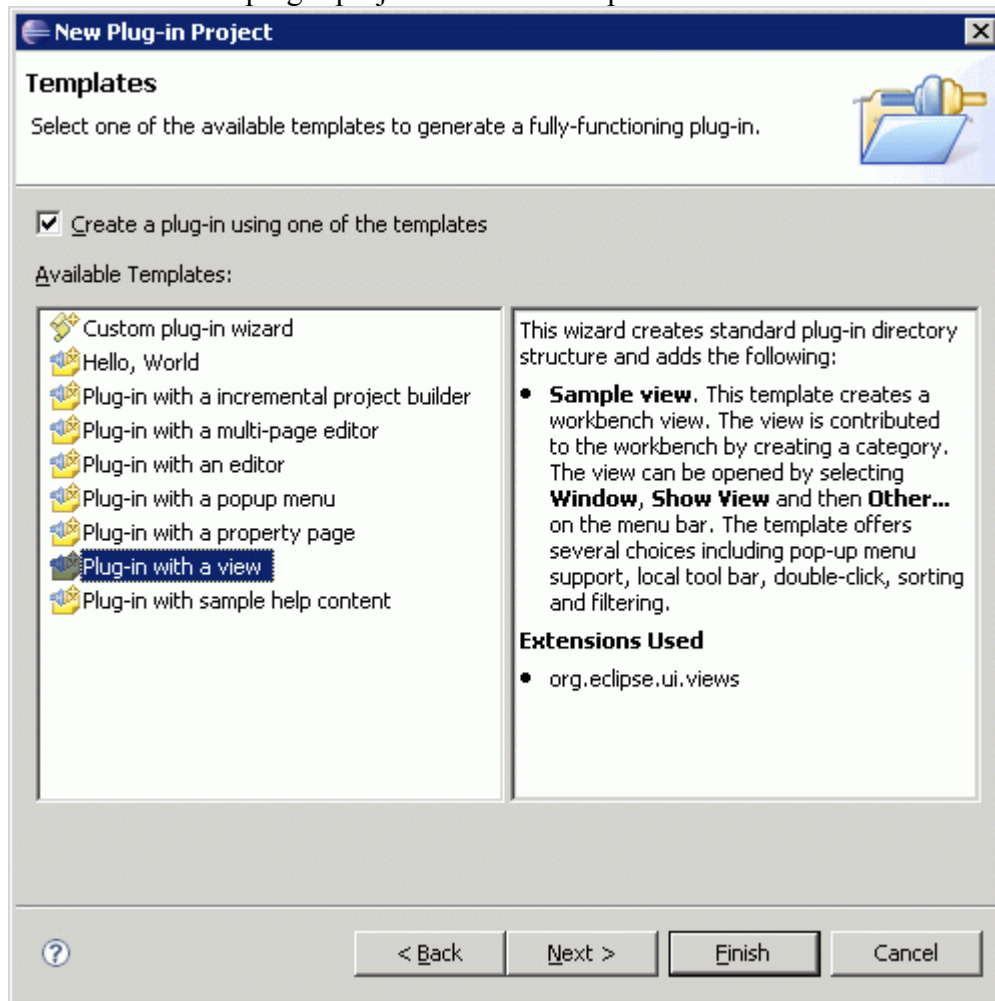 New Plug-in Project
Templates
Select one of the available templates to generate a fully-functioning plug-in.
Create a plug-in using one of the templates
Available Templates:
Custom plug-in wizard
Hello, World
Plug-in with a incremental project builder
Plug-in with a multi-page editor
Plug-in with an editor
Plug-in with a popup menu
Plug-in with a property page
Plug-in with a view
Plug-in with sample help content
This wizard creates standard plug-in directory
structure and adds the following:
• Sample view. This template creates a
workbench view. The view is contributed
to the workbench by creating a category.
The view can be opened by selecting
Window, Show View and then Other...
on the menu bar. The template offers
several choices including pop-up menu
support, local tool bar, double-click, sorting
and filtering.
Extensions Used
• org.eclipse.ui.views
?
< Back
Next >
Finish
Cancel